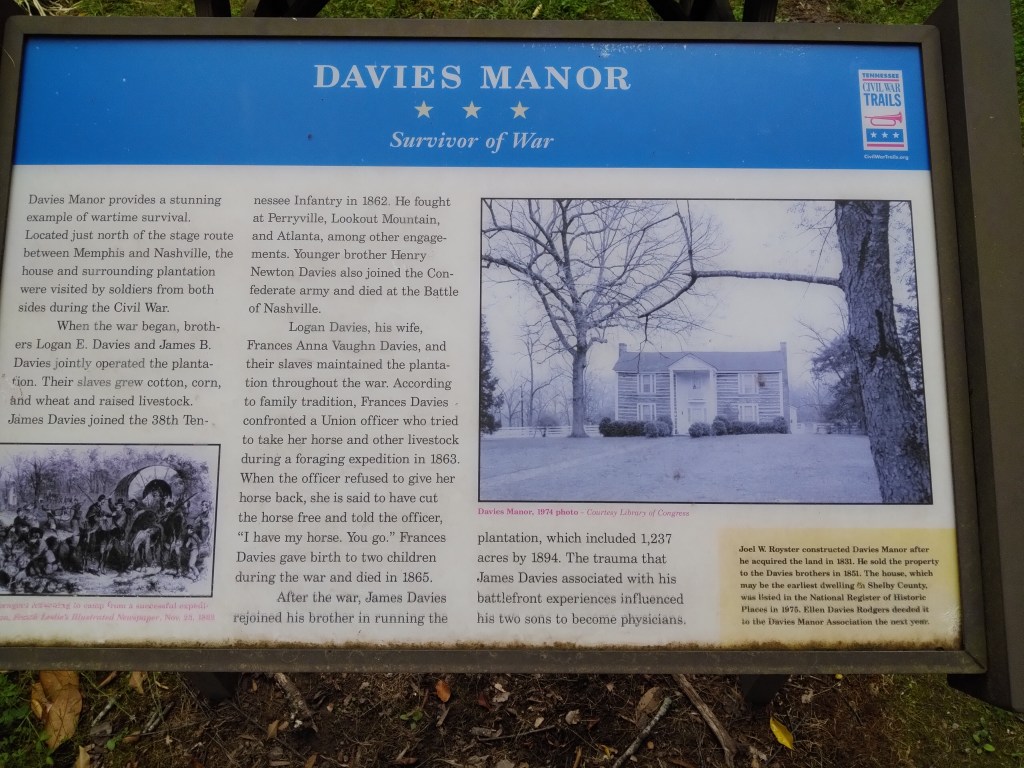 DAVIES MANOR
Survivor of War
TENNESSEE
CIVIL WAR
TRAILS
CivilWarTrails.org
Davies Manor provides a stunning
example of wartime survival.
Located just north of the stage route
between Memphis and Nashville, the
house and surrounding plantation
were visited by soldiers from both
sides during the Civil War.
When the war began, broth-
ers Logan E. Davies and James B.
Davies jointly operated the planta-
tion. Their slaves grew cotton, corn,
and wheat and raised livestock.
James Davies joined the 38th Ten-
nessee Infantry in 1862. He fought
at Perryville, Lookout Mountain,
and Atlanta, among other engage-
ments. Younger brother Henry
Newton Davies also joined the Con-
federate army and died at the Battle
of Nashville.
Logan Davies, his wife,
Frances Anna Vaughn Davies, and
their slaves maintained the planta-
tion throughout the war. According
to family tradition, Frances Davies
confronted a Union officer who tried
to take her horse and other livestock
during a foraging expedition in 1863.
When the officer refused to give her
horse back, she is said to have cut
the horse free and told the officer,
“I have my horse. You go.” Frances
Davies gave birth to two children
during the war and died in 1865.
After the war, James Davies
rejoined his brother in running the
plantation, which included 1,237
acres by 1894. The trauma that
James Davies associated with his
battlefront experiences influenced
his two sons to become physicians.
Davies Manor, 1974 photo - Courtesy Library of Congress
in camp from a successful expedi-
Frank Leslie's Illustrated Newspaper, Nov.
Joel W. Royster constructed Davies Manor after
he acquired the land in 1831. He sold the property
to the Davies brothers in 1851. The house, which
may be the earliest dwelling in Shelby County,
was listed in the National Register of Historic
Places in 1975. Ellen Davies Rodgers deeded it
to the Davies Manor Association the next year.